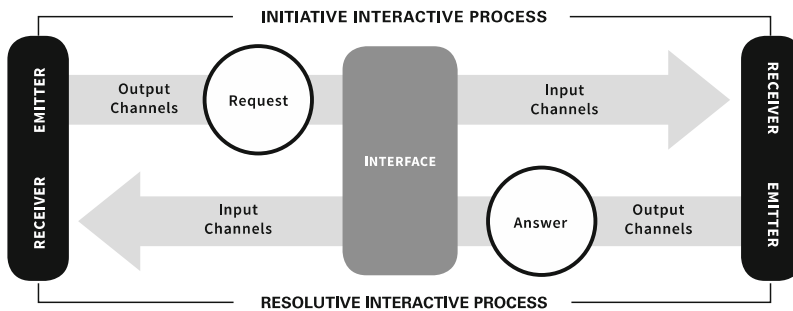 INITIATIVE INTERACTIVE PROCESS
EMITTER
Output
Channels
Request
Input
Channels
RECEIVER
INTERFACE
RECEIVER
Input
Channels
Answer
Output
Channels
EMITTER
RESOLUTIVE INTERACTIVE PROCESS